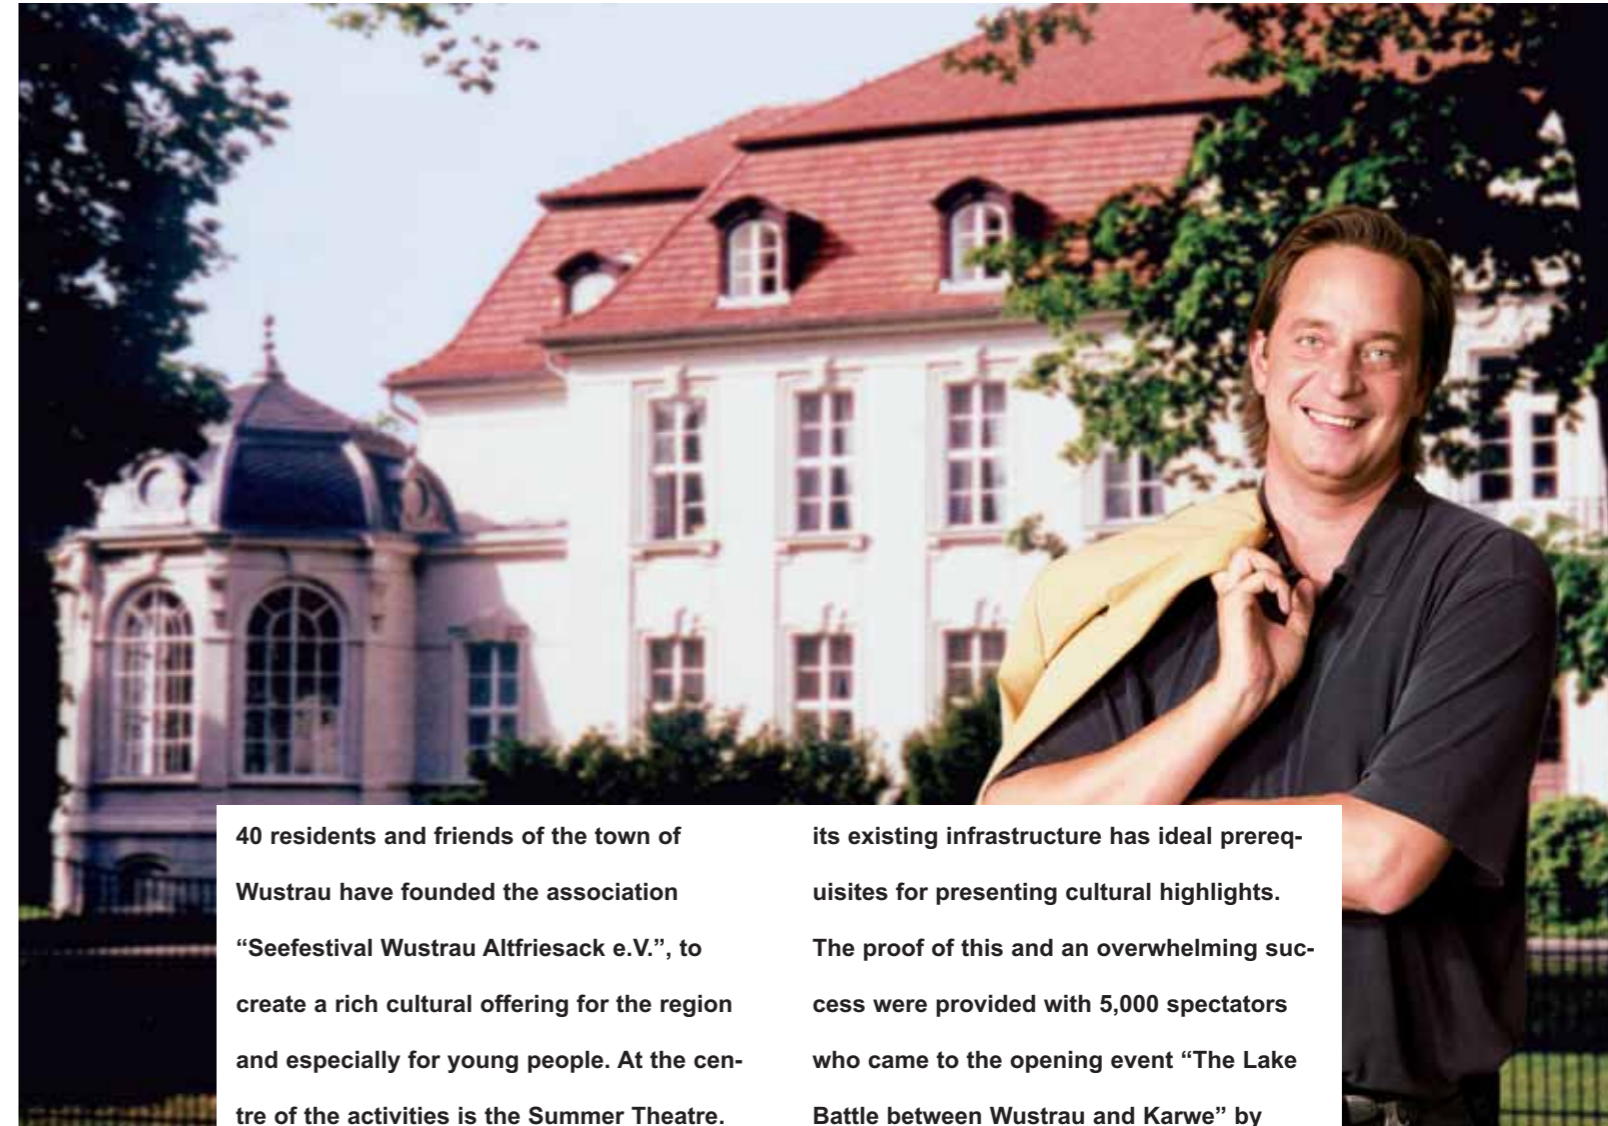 40 residents and friends of the town of
Wustrau have founded the association
“Seefestival Wustrau Altfriesack e.V.”, to
create a rich cultural offering for the region
and especially for young people. At the cen-
tre of the activities is the Summer Theatre.
its existing infrastructure has ideal prereq-
uisites for presenting cultural highlights.
The proof of this and an overwhelming suc-
cess were provided with 5,000 spectators
who came to the opening event “The Lake
Battle between Wustrau and Karwe” by